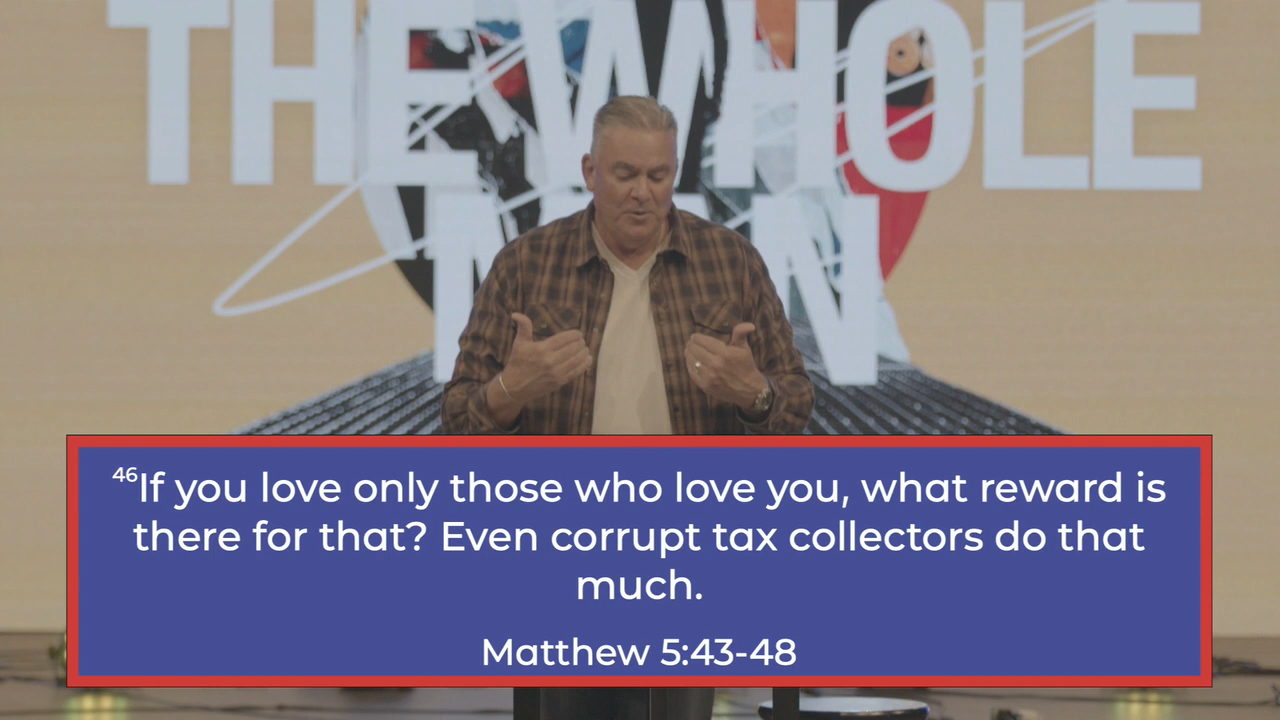 THE WHOLE
MAN
⁴⁶If you love only those who love you, what reward is
there for that? Even corrupt tax collectors do that
much.
Matthew 5:43-48